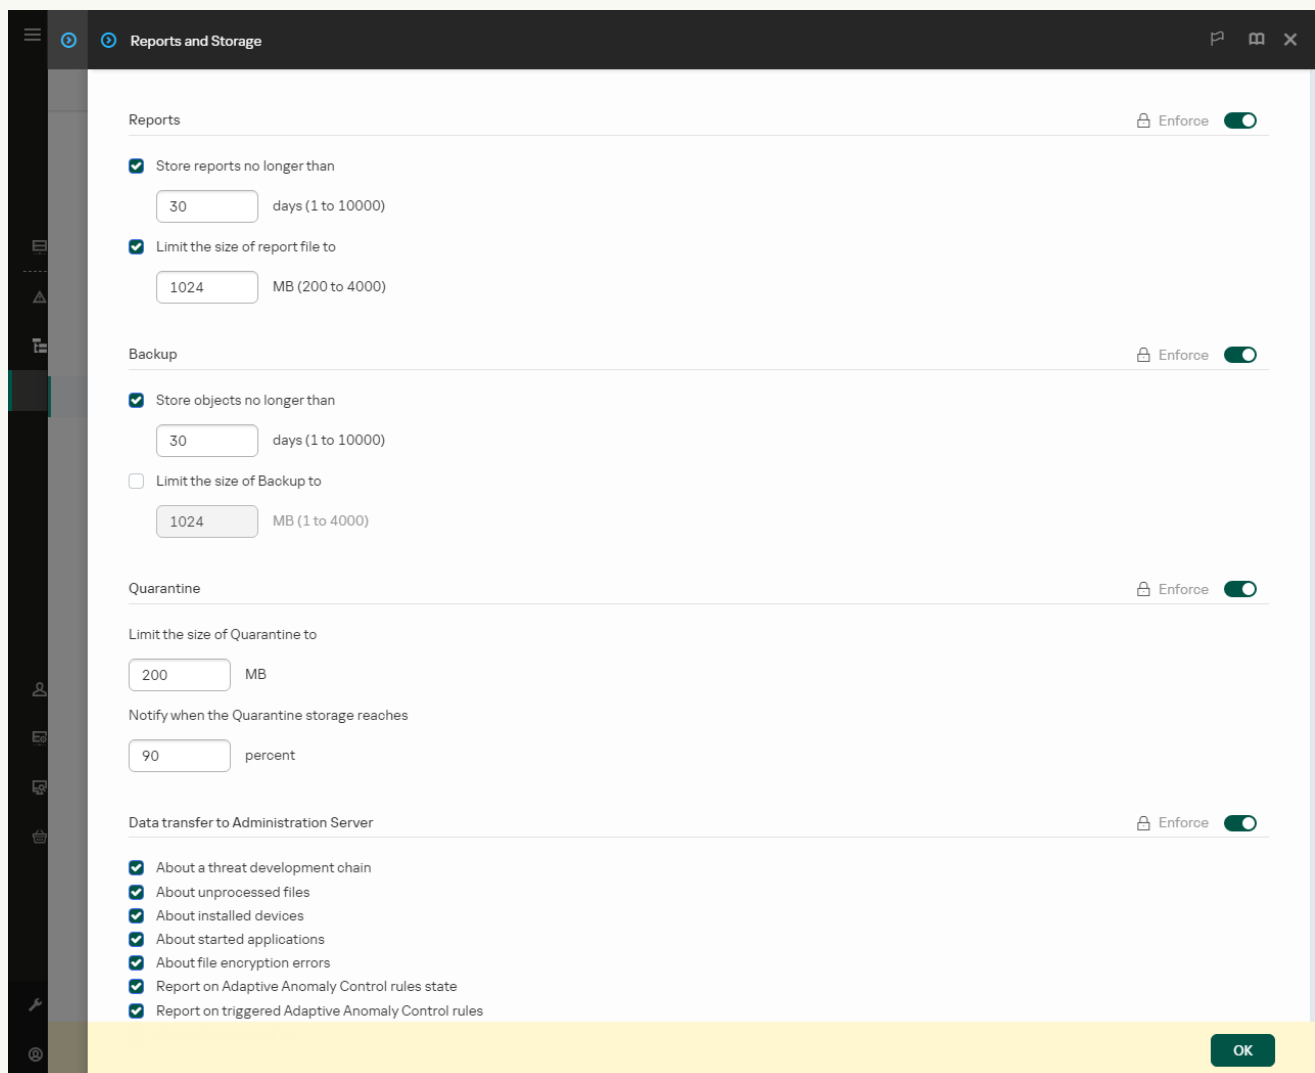 Reports and Storage
Reports
Enforce
Store reports no longer than
30 days (1 to 10000)
Limit the size of report file to
1024 MB (200 to 4000)
Backup
Enforce
Store objects no longer than
30 days (1 to 10000)
Limit the size of Backup to
1024 MB (1 to 4000)
Quarantine
Enforce
Limit the size of Quarantine to
200 MB
Notify when the Quarantine storage reaches
90 percent
Data transfer to Administration Server
Enforce
About a threat development chain
About unprocessed files
About installed devices
About started applications
About file encryption errors
Report on Adaptive Anomaly Control rules state
Report on triggered Adaptive Anomaly Control rules
OK